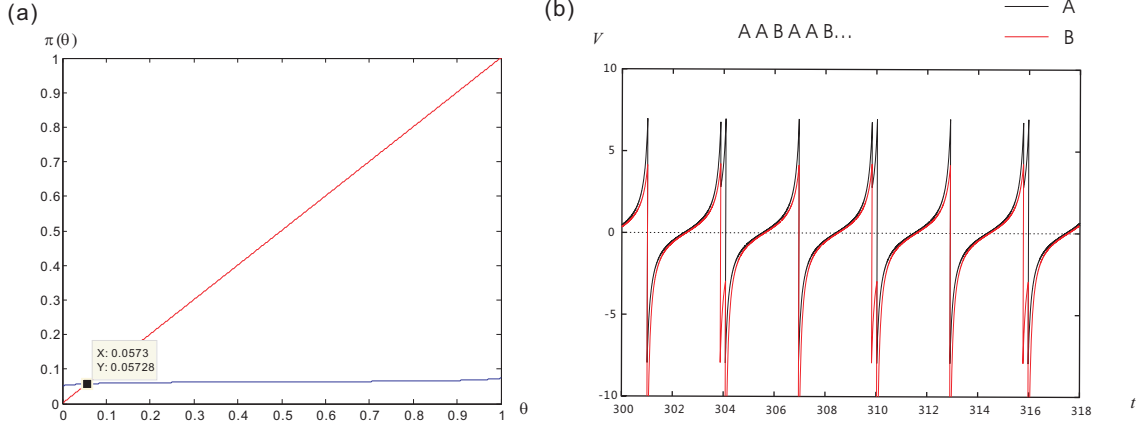 (a)
π(θ)
1
0.9
0.8
0.7
0.6
0.5
0.4
0.3
0.2
0.1
0
X: 0.0573
Y: 0.05728
0 0.1 0.2 0.3 0.4 0.5 0.6 0.7 0.8 0.9 1
θ
(b)
A A B A A B...
A
B
V
10
5
0
-5
-10
300 302 304 306 308 310 312 314 316 318
t